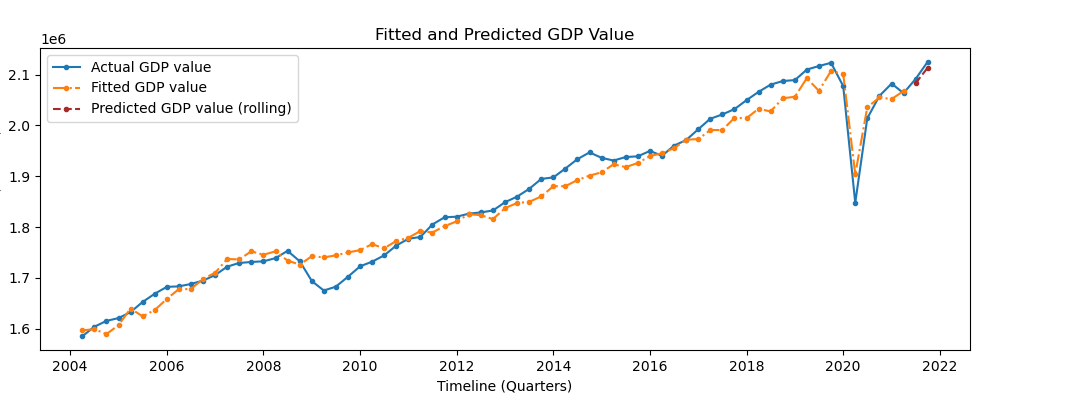 Fitted and Predicted GDP Value
1e6
Actual GDP value
Fitted GDP value
Predicted GDP value (rolling)
2.1
2.0
1.9
1.8
1.7
1.6
2004 2006 2008 2010 2012 2014 2016 2018 2020 2022
Timeline (Quarters)